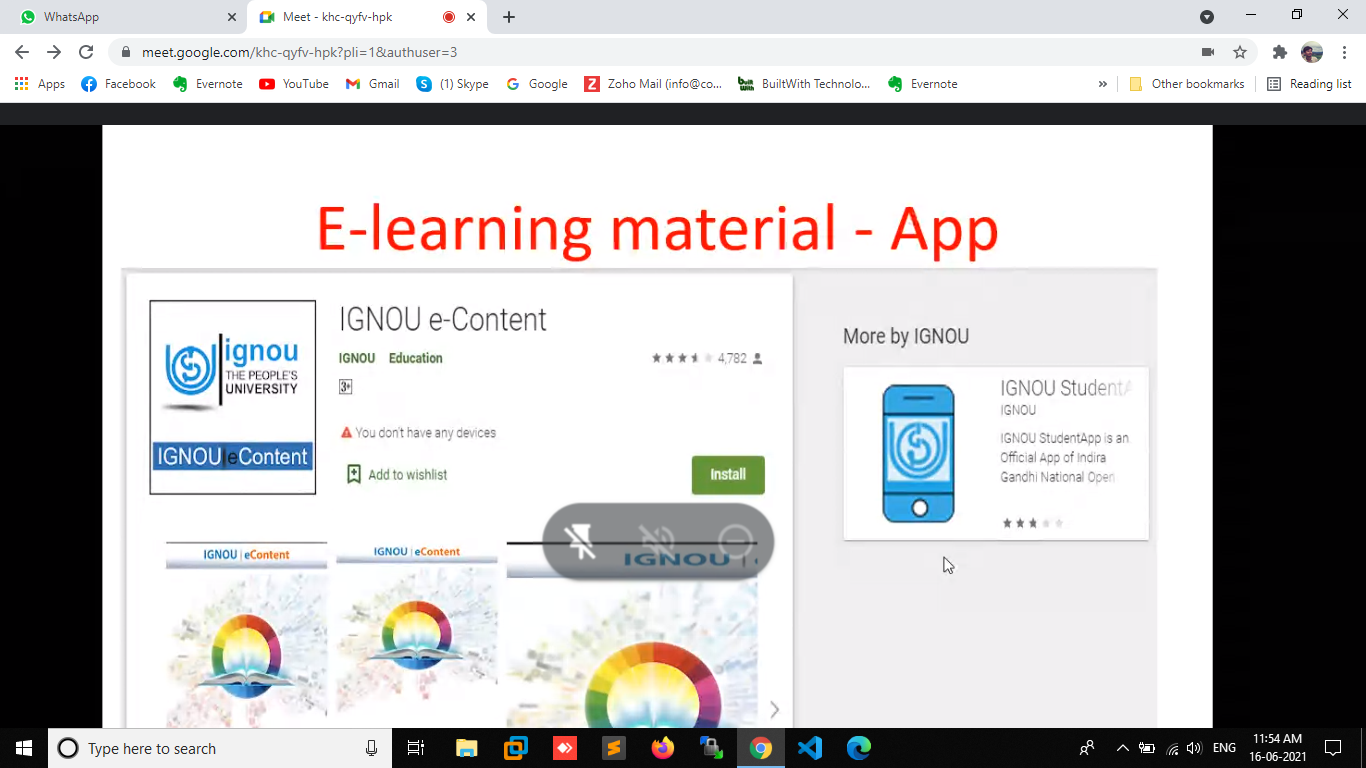 WhatsApp
Meet - khc-qyfv-hpk
meet.google.com/khc-qyfv-hpk?pli=1&authuser=3
Apps
Facebook
Evernote
YouTube
Gmail
(1) Skype
Google
Zoho Mail (info@co...
BuiltWith Technolo...
Evernote
»
Other bookmarks
Reading list
E-learning material - App
ignou
THE PEOPLE'S
UNIVERSITY
IGNOU eContent
IGNOU e-Content
IGNOU Education
4,782
3+
You don't have any devices
Add to wishlist
Install
More by IGNOU
IGNOU StudentA
IGNOU
IGNOU StudentApp is an
Official App of Indira
Gandhi National Open
IGNOU | eContent
IGNOU | eContent
IGNOU
Type here to search
ENG
11:54 AM
16-06-2021